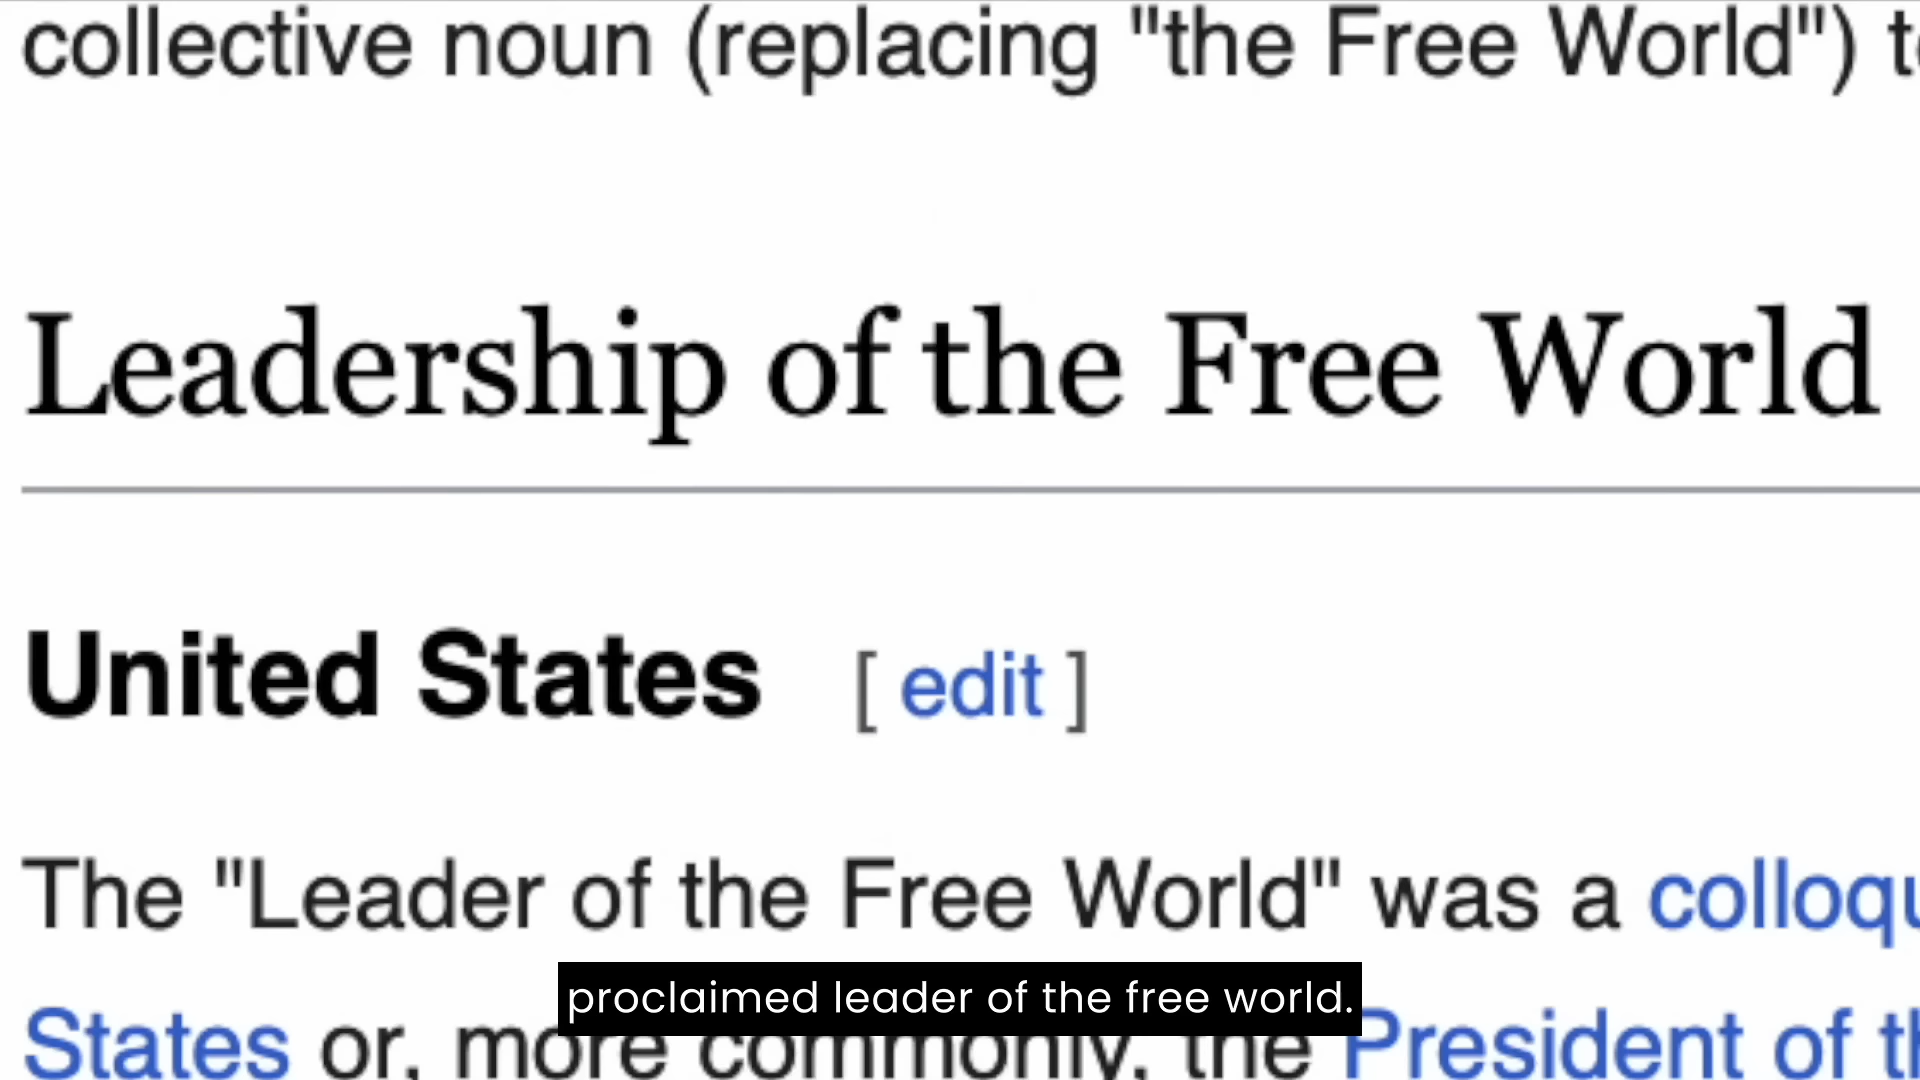 collective noun (replacing "the Free World")
Leadership of the Free World
United States [ edit ]
The "Leader of the Free World" was a
proclaimed leader of the free world.
States or, more commonly, the President of